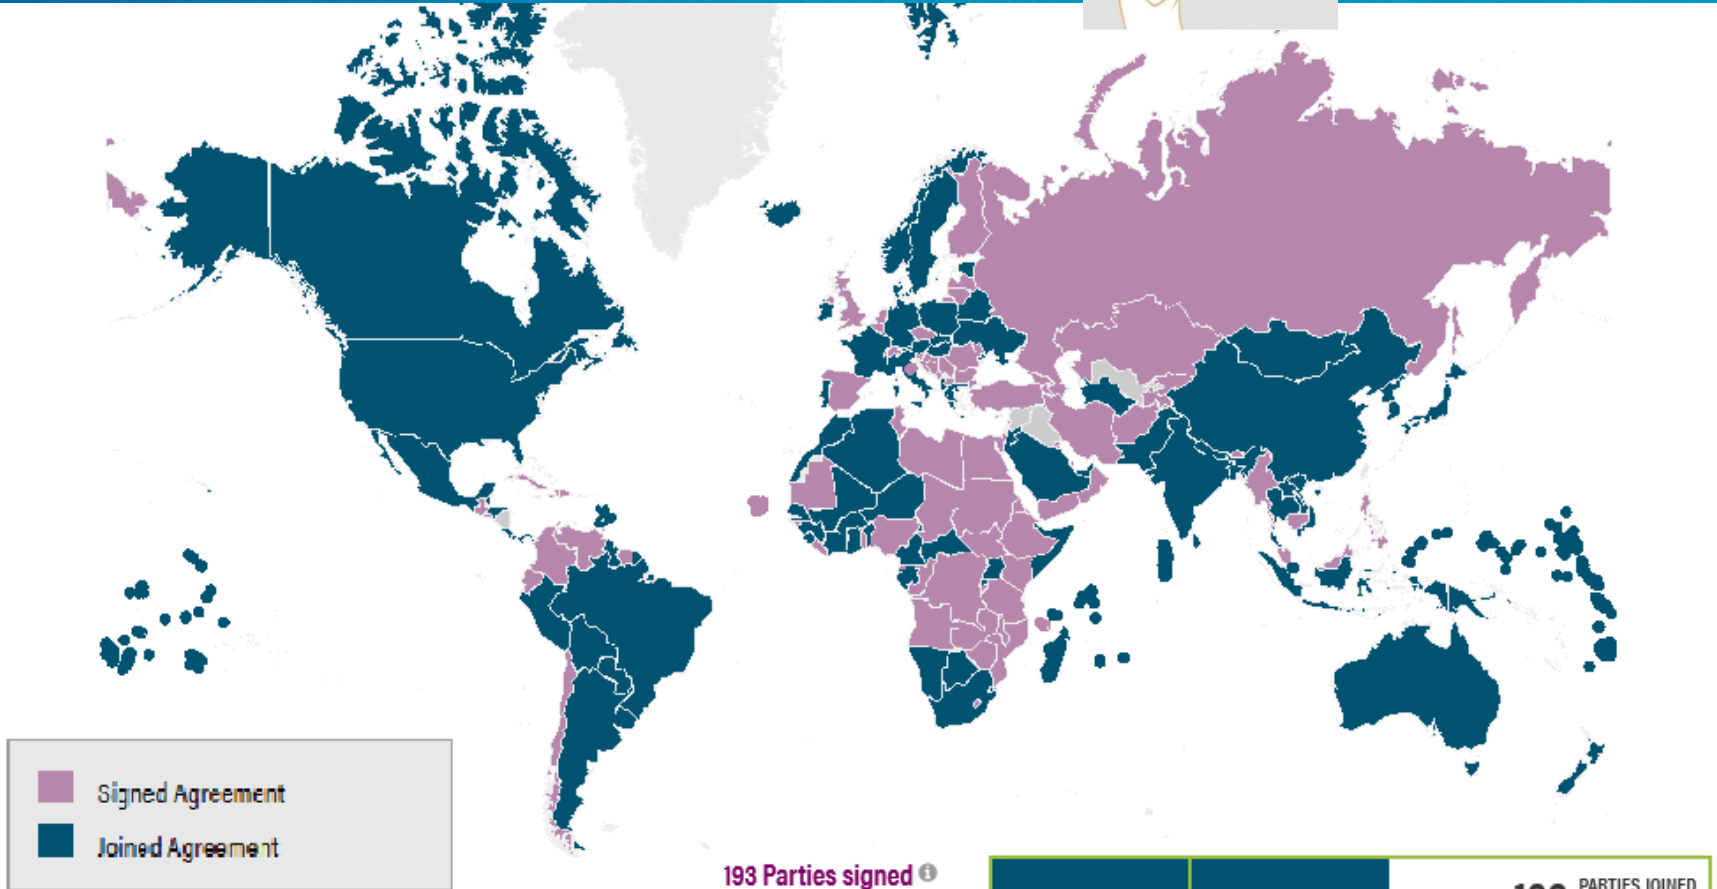 Signed Agreement
Joined Agreement
193 Parties signed
PARTIES JOINED